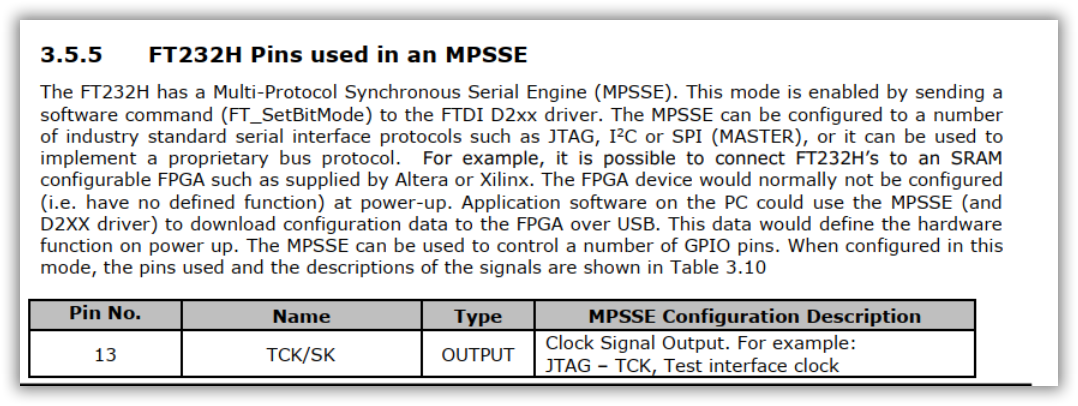 3.5.5 FT232H Pins used in an MPSSE
The FT232H has a Multi-Protocol Synchronous Serial Engine (MPSSE). This mode is enabled by sending a
software command (FT_SetBitMode) to the FTDI D2xx driver. The MPSSE can be configured to a number
of industry standard serial interface protocols such as JTAG, I²C or SPI (MASTER), or it can be used to
implement a proprietary bus protocol. For example, it is possible to connect FT232H’s to an SRAM
configurable FPGA such as supplied by Altera or Xilinx. The FPGA device would normally not be configured
(i.e. have no defined function) at power-up. Application software on the PC could use the MPSSE (and
D2XX driver) to download configuration data to the FPGA over USB. This data would define the hardware
function on power up. The MPSSE can be used to control a number of GPIO pins. When configured in this
mode, the pins used and the descriptions of the signals are shown in Table 3.10
Pin No. Name Type MPSSE Configuration Description
13 TCK/SK OUTPUT Clock Signal Output. For example:
JTAG – TCK, Test interface clock